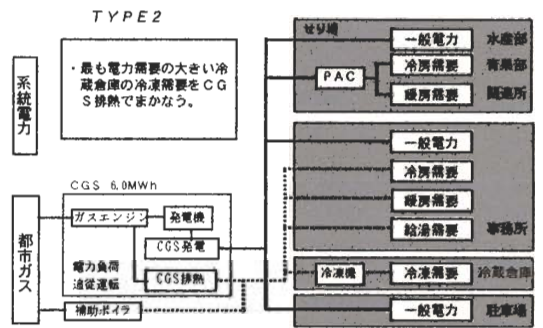 TYPE2
・最も電力需要の大きい冷
蔵倉庫の冷凍需要をCG
S排熱でまかなう。
系統電力
CGS 6.0MWh
都市ガス
ガスエンジン
発電機
CGS発電
電力負荷
追従運転
CGS排熱
補助ボイラ
せり場
一般電力
水産部
PAC
冷房需要
青果部
暖房需要
関連所
一般電力
冷房需要
暖房需要
給湯需要
事務所
冷凍機
冷凍需要
冷蔵倉庫
一般電力
駐車場